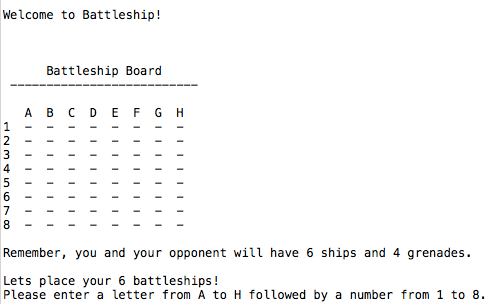 Welcome to Battleship!
Battleship Board
---------------------------
A B C D E F G H
1 - - - - - - - -
2 - - - - - - - -
3 - - - - - - - -
4 - - - - - - - -
5 - - - - - - - -
6 - - - - - - - -
7 - - - - - - - -
8 - - - - - - - -
Remember, you and your opponent will have 6 ships and 4 grenades.
Lets place your 6 battleships!
Please enter a letter from A to H followed by a number from 1 to 8.